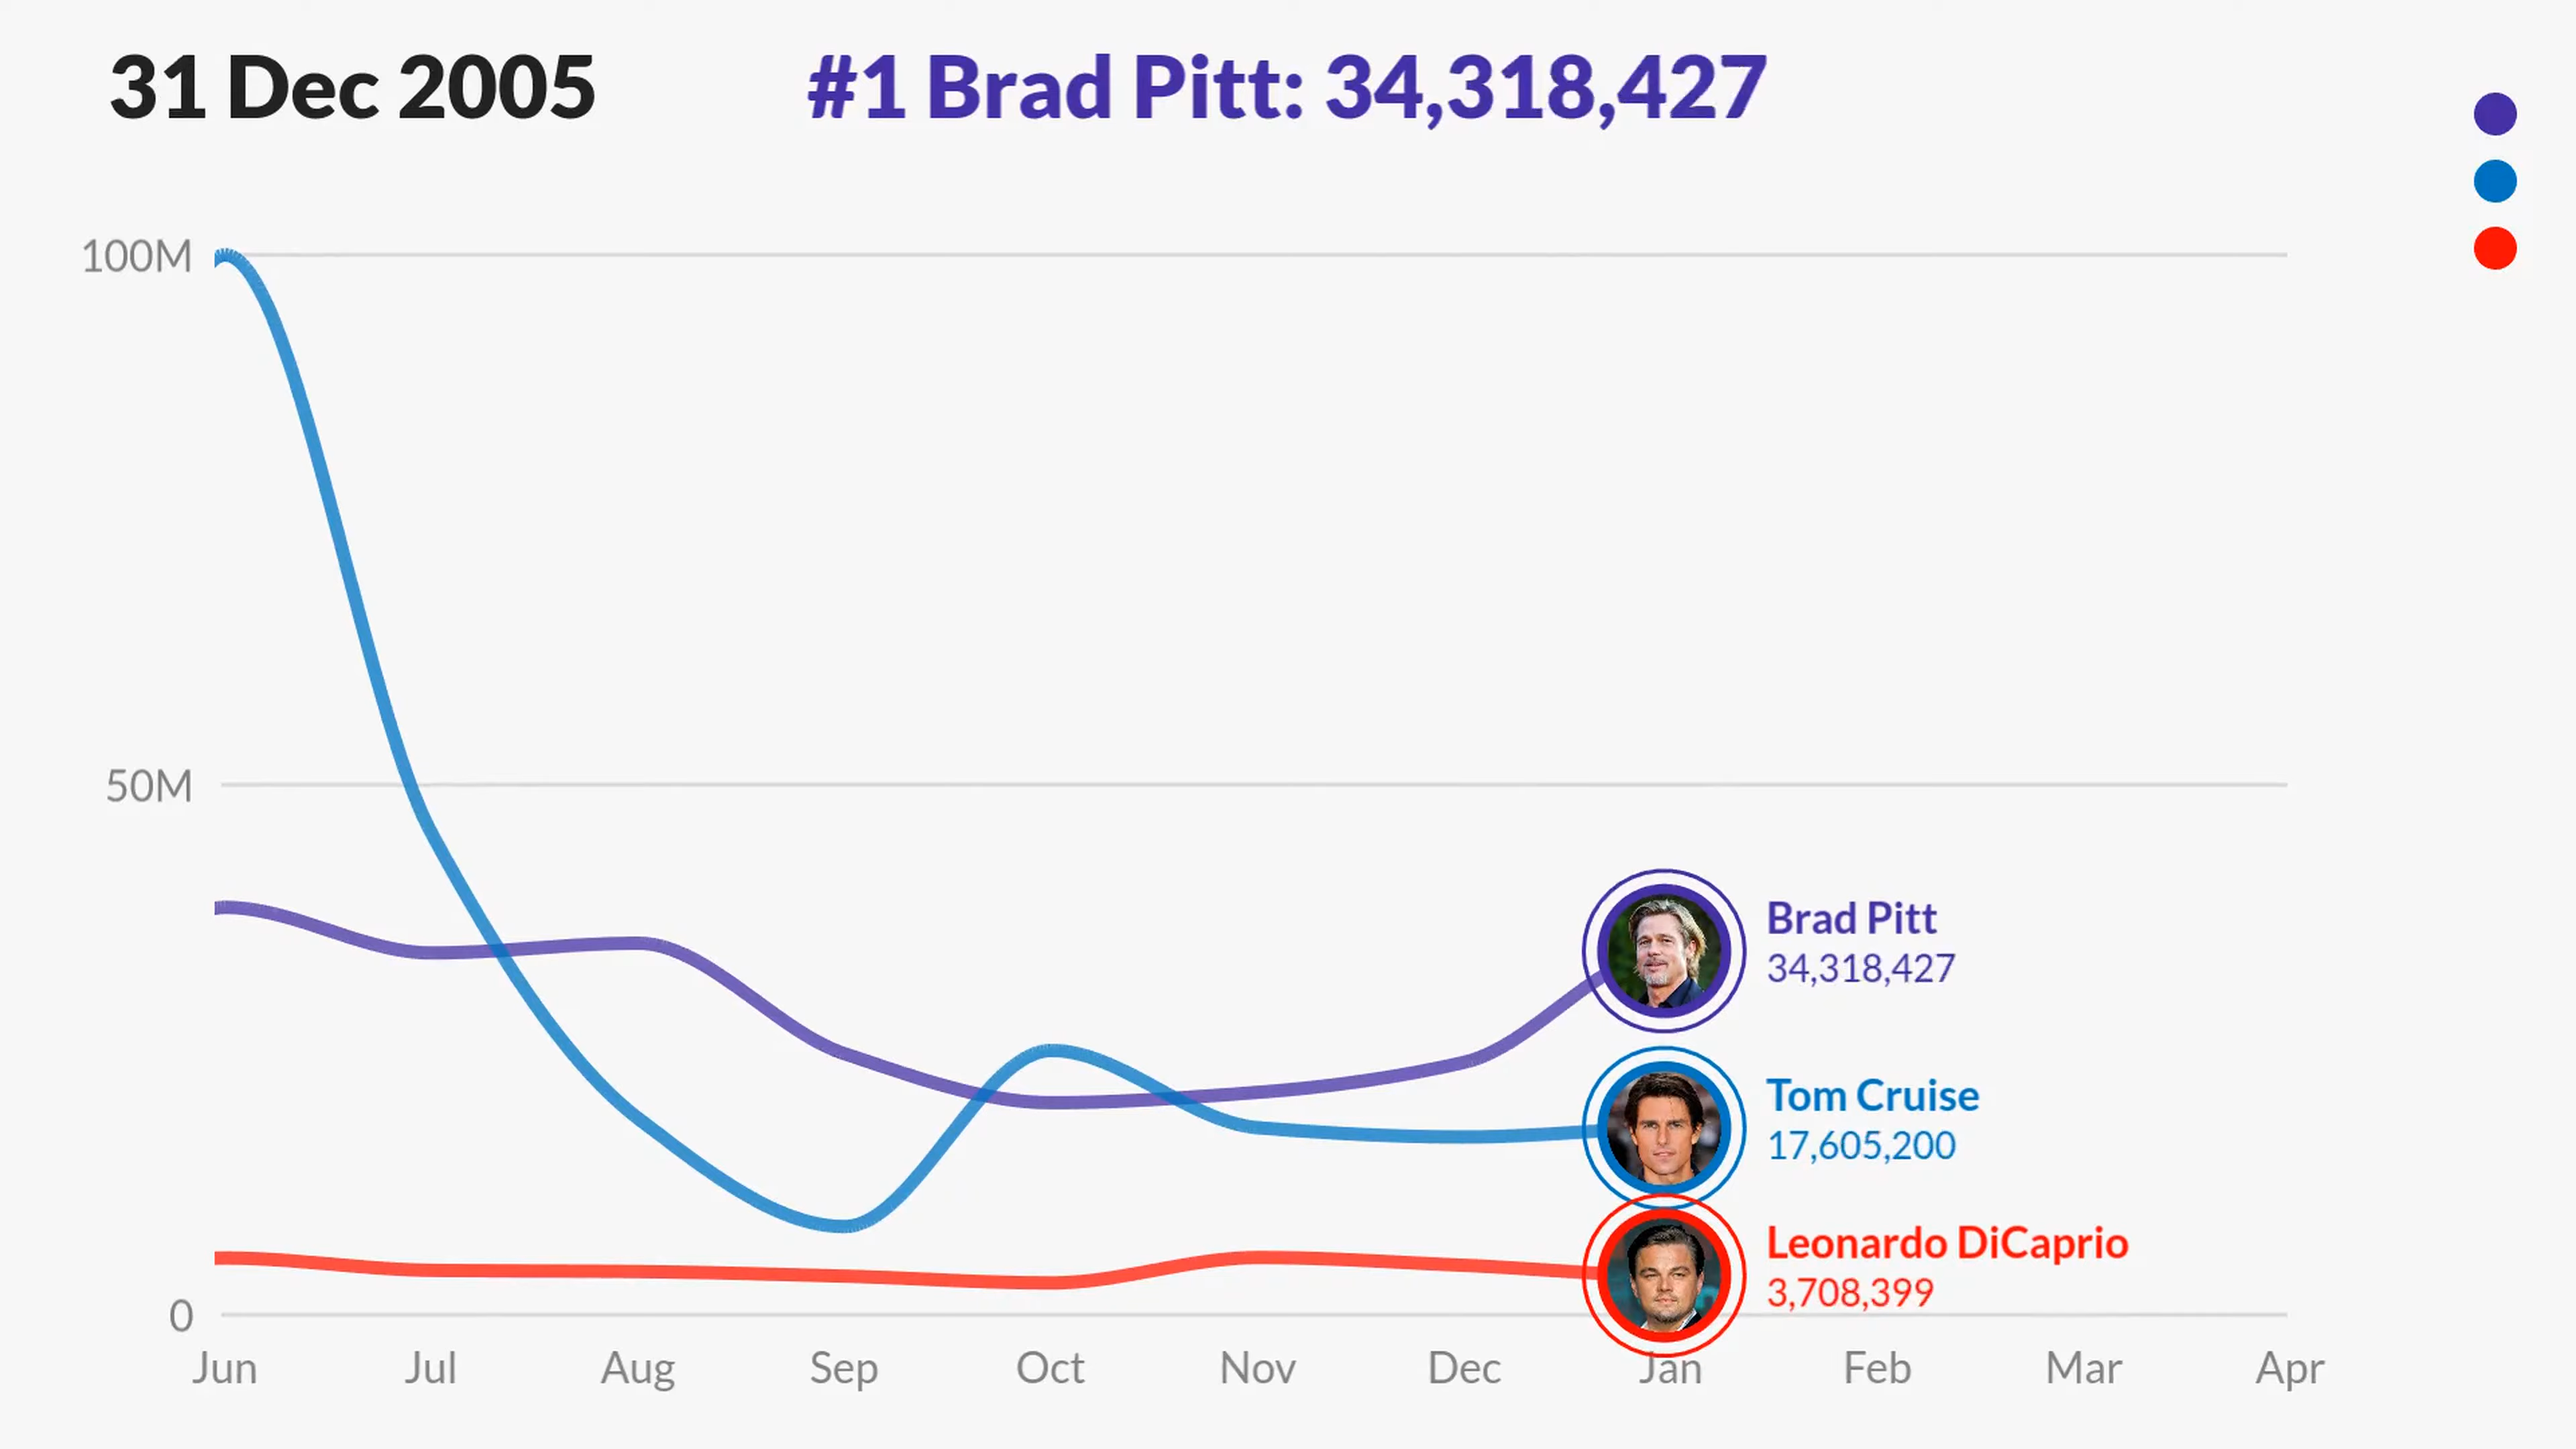 31 Dec 2005
#1 Brad Pitt: 34,318,427
100M
50M
Brad Pitt
34,318,427
Tom Cruise
17,605,200
Leonardo DiCaprio
3,708,399
0
Jun Jul Aug Sep Oct Nov Dec Jan Feb Mar Apr